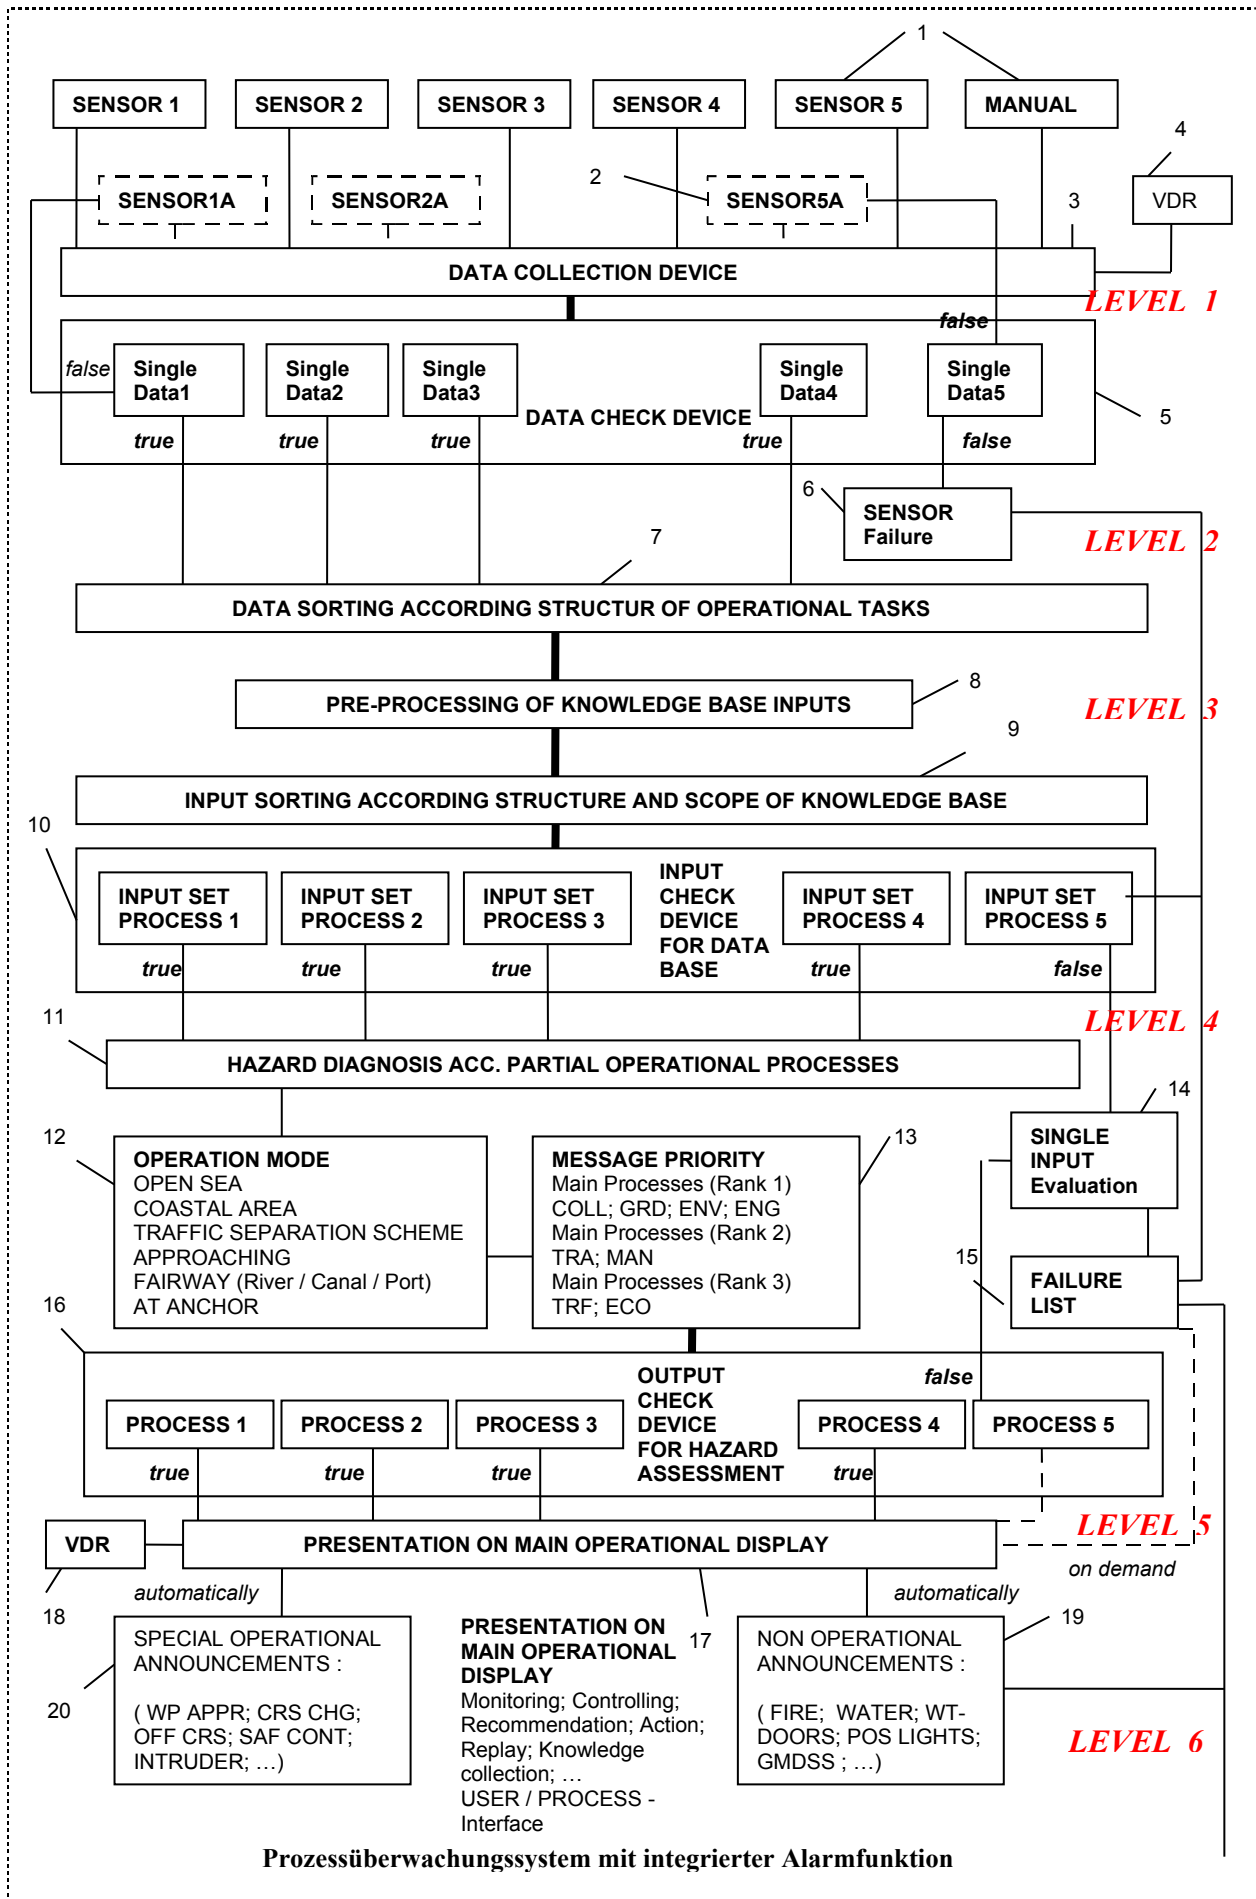 1
SENSOR 1
SENSOR 2
SENSOR 3
SENSOR 4
SENSOR 5
MANUAL
4
SENSOR1A
SENSOR2A
2
SENSOR5A
3
VDR
DATA COLLECTION DEVICE
LEVEL 1
false
false
Single
Data1
Single
Data2
Single
Data3
Single
Data4
Single
Data5
DATA CHECK DEVICE
5
true
true
true
true
false
6
SENSOR
Failure
7
LEVEL 2
DATA SORTING ACCORDING STRUCTUR OF OPERATIONAL TASKS
8
PRE-PROCESSING OF KNOWLEDGE BASE INPUTS
LEVEL 3
9
INPUT SORTING ACCORDING STRUCTURE AND SCOPE OF KNOWLEDGE BASE
10
INPUT SET
PROCESS 1
INPUT SET
PROCESS 2
INPUT SET
PROCESS 3
INPUT
CHECK
DEVICE
FOR DATA
BASE
INPUT SET
PROCESS 4
INPUT SET
PROCESS 5
true
true
true
true
false
11
LEVEL 4
HAZARD DIAGNOSIS ACC. PARTIAL OPERATIONAL PROCESSES
14
12
OPERATION MODE
OPEN SEA
COASTAL AREA
TRAFFIC SEPARATION SCHEME
APPROACHING
FAIRWAY (River / Canal / Port)
AT ANCHOR
13
MESSAGE PRIORITY
Main Processes (Rank 1)
COLL; GRD; ENV; ENG
Main Processes (Rank 2)
TRA; MAN
Main Processes (Rank 3)
TRF; ECO
SINGLE
INPUT
Evaluation
15
FAILURE
LIST
16
OUTPUT
CHECK
DEVICE
FOR HAZARD
ASSESSMENT
false
PROCESS 1
PROCESS 2
PROCESS 3
PROCESS 4
PROCESS 5
true
true
true
true
LEVEL 5
VDR
PRESENTATION ON MAIN OPERATIONAL DISPLAY
on demand
automatically
automatically
18
17
19
SPECIAL OPERATIONAL
ANNOUNCEMENTS :
( WP APPR; CRS CHG;
OFF CRS; SAF CONT;
INTRUDER; …)
20
PRESENTATION ON
MAIN OPERATIONAL
DISPLAY
Monitoring; Controlling;
Recommendation; Action;
Replay; Knowledge
collection; …
USER / PROCESS -
Interface
NON OPERATIONAL
ANNOUNCEMENTS :
( FIRE; WATER; WT-
DOORS; POS LIGHTS;
GMDSS ; …)
LEVEL 6
Prozessüberwachungssystem mit integrierter Alarmfunktion